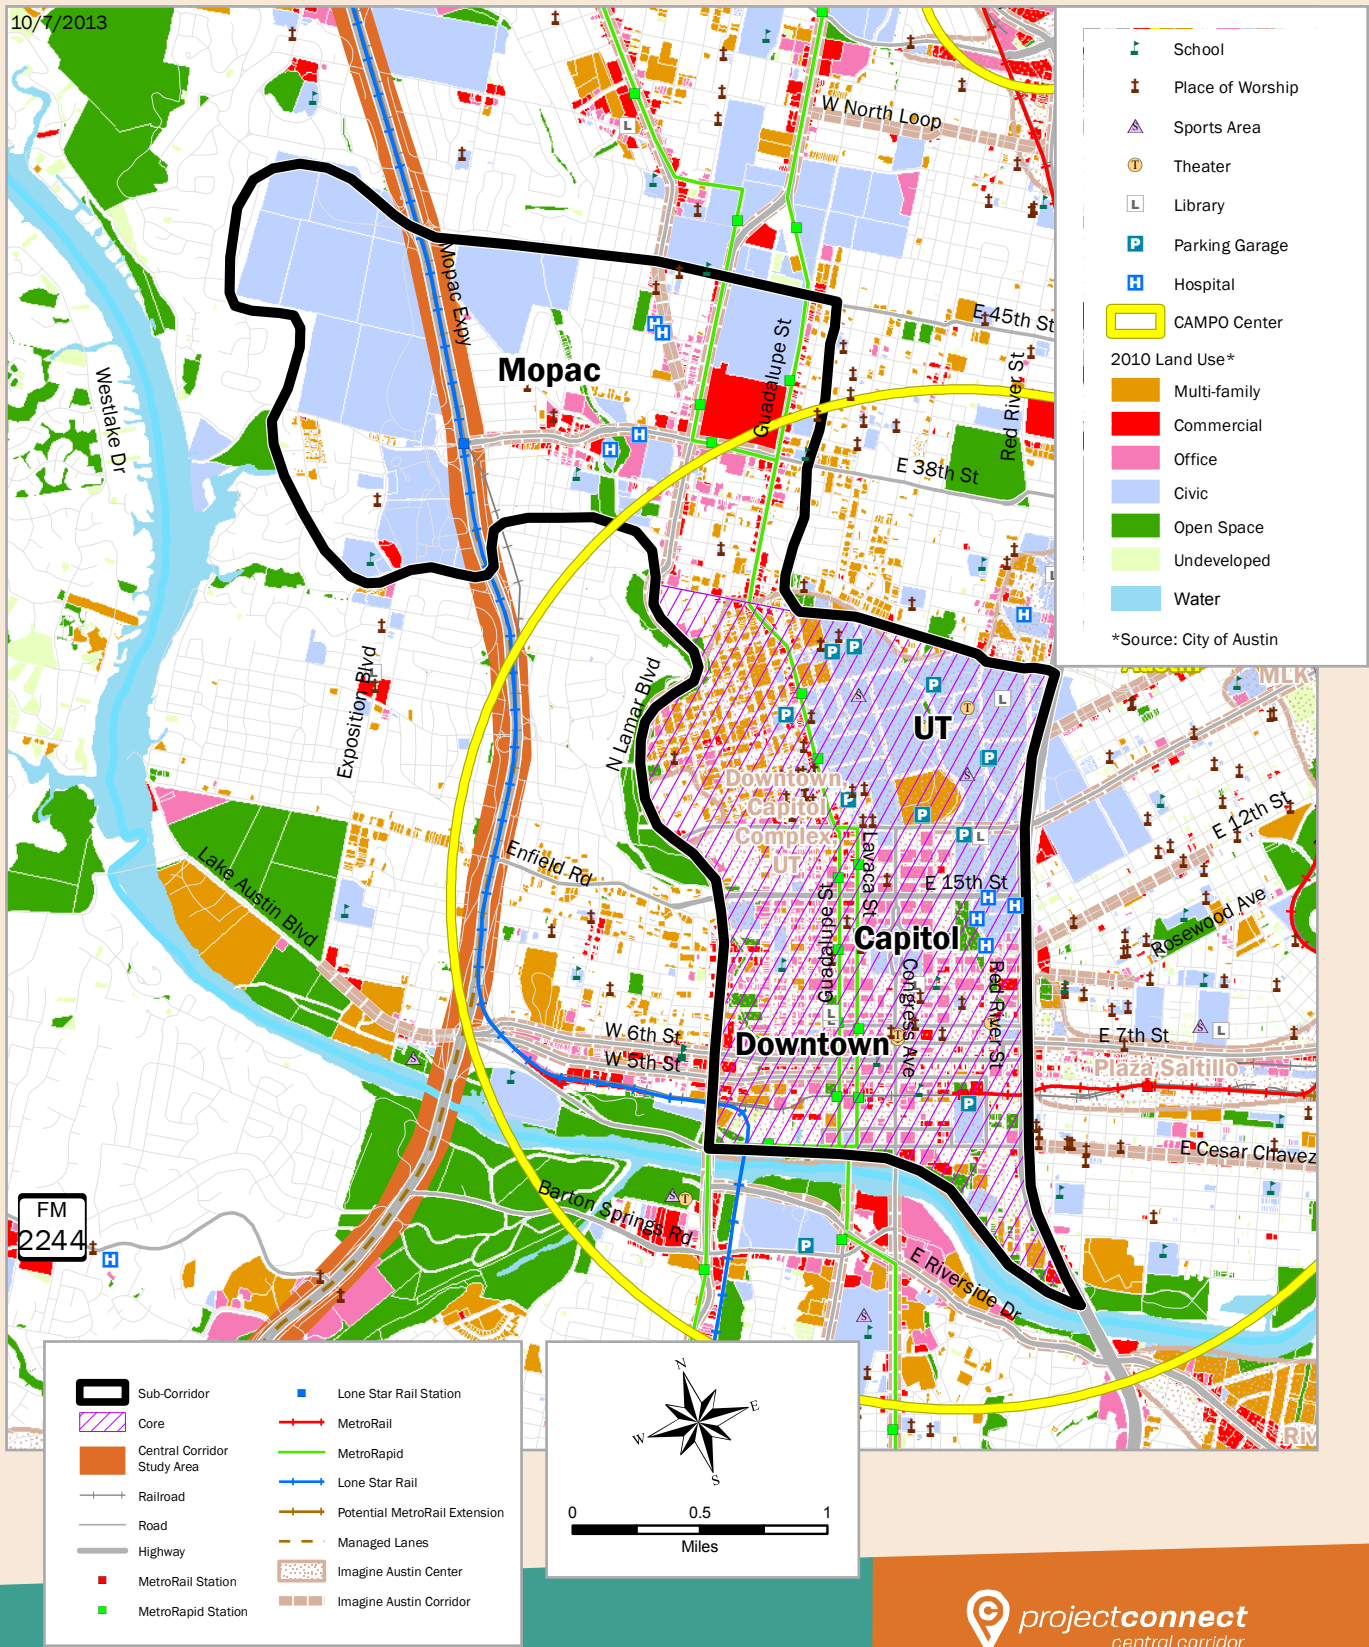 10/7/2013
School
Place of Worship
Sports Area
Theater
Library
Parking Garage
Hospital
CAMPO Center
2010 Land Use*
Multi-family
Commercial
Office
Civic
Open Space
Undeveloped
Water
*Source: City of Austin
W North Loop
Mopac Expy
E 45th St
Guadalupe St
Red River St
Mopac
Westlake Dr
E 38th St
Exposition Blvd
N Lamar Blvd
UT
MLK
Downtown
Capitol
Complex
UT
E 12th St
Lavaca St
Enfield Rd
E 15th St
Lake Austin Blvd
Guadalupe St
Capitol
Rosewood Ave
Congress Ave
Red River St
W 6th St
W 5th St
Downtown
E 7th St
Plaza Saltillo
E Cesar Chavez
Barton Springs Rd
FM
2244
E Riverside Dr
Riv
Sub-Corridor
Core
Central Corridor
Study Area
Railroad
Road
Highway
MetroRail Station
MetroRapid Station
Lone Star Rail Station
MetroRail
MetroRapid
Lone Star Rail
Potential MetroRail Extension
Managed Lanes
Imagine Austin Center
Imagine Austin Corridor
N
E
W
S
0 0.5 1
Miles
projectconnect
central corridor